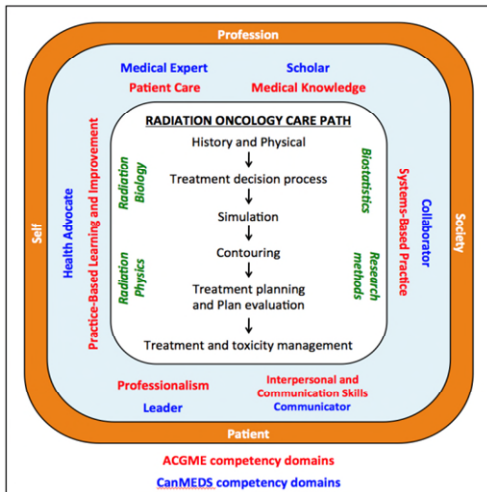 Profession
Medical Expert
Scholar
Patient Care
Medical Knowledge
RADIATION ONCOLOGY CARE PATH
History and Physical
Treatment decision process
Simulation
Contouring
Treatment planning
and Plan evaluation
Treatment and toxicity management
Radiation
Biology
Radiation
Physics
Biostatistics
Research
methods
Self
Health Advocate
Practice-Based Learning and Improvement
Systems-Based Practice
Collaborator
Society
Professionalism
Interpersonal and
Communication Skills
Leader
Communicator
Patient
ACGME competency domains
CanMEDS competency domains